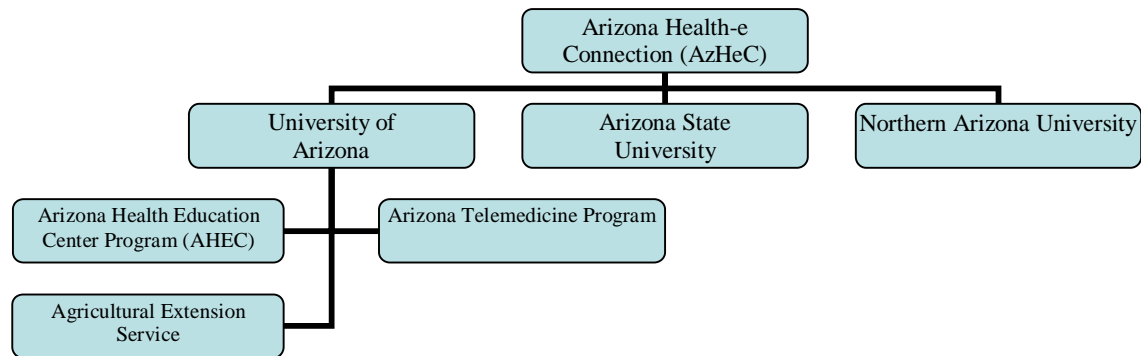 Arizona Health-e
Connection (AzHeC)
University of
Arizona
Arizona State
University
Northern Arizona University
Arizona Health Education
Center Program (AHEC)
Arizona Telemedicine Program
Agricultural Extension
Service